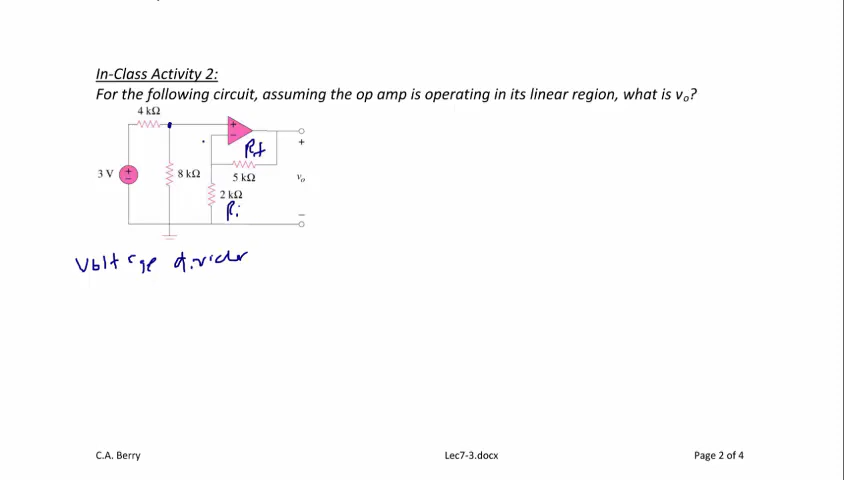 In-Class Activity 2:
For the following circuit, assuming the op amp is operating in its linear region, what is vₒ?
4 kΩ
+
−
Rf
3 V
+
−
8 kΩ
5 kΩ
+
vₒ
−
2 kΩ
Ri
Voltage divider
C.A. Berry
Lec7-3.docx
Page 2 of 4